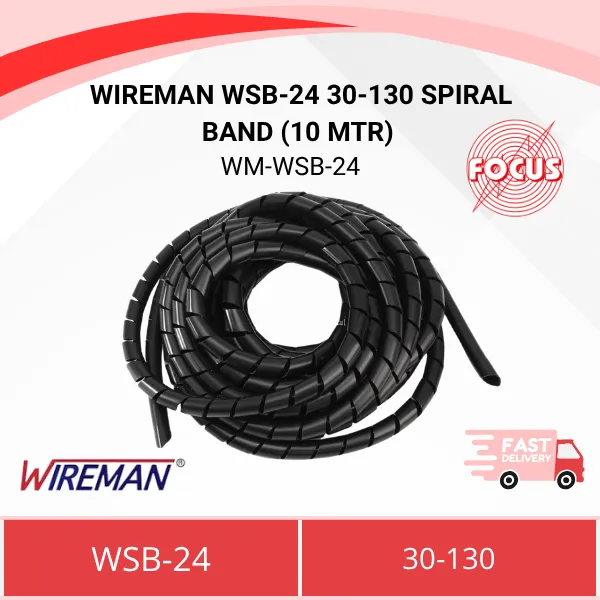 WIREMAN WSB-24 30-130 SPIRAL
BAND (10 MTR)
WM-WSB-24
FOCUS
FAST
DELIVERY
WIREMAN®
WSB-24
30-130